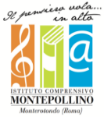 Il pensiero vola...
in alto
@
ISTITUTO COMPRENSIVO
MONTEPOLLINO
Monterotondo (Roma)